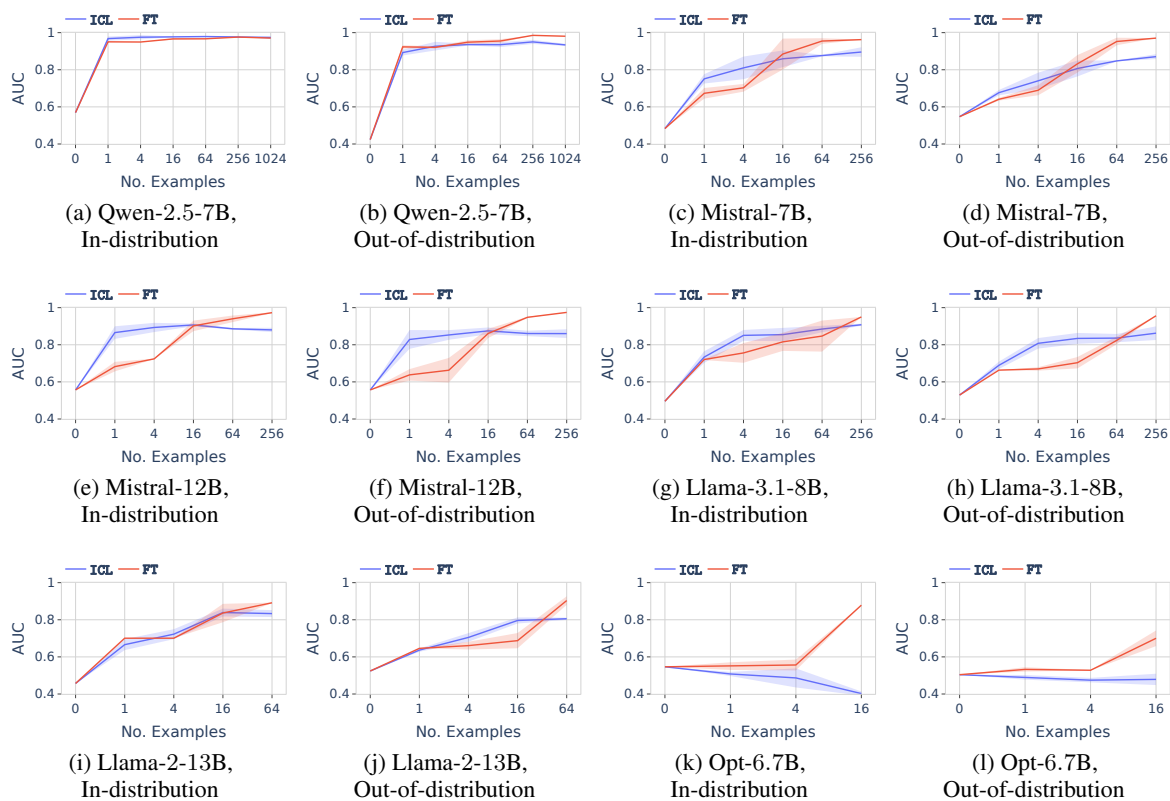 ICL FT
1
0.8
0.6
0.4
AUC
0 1 4 16 64 256 1024
No. Examples
(a) Qwen-2.5-7B,
In-distribution
ICL FT
1
0.8
0.6
0.4
AUC
0 1 4 16 64 256 1024
No. Examples
(b) Qwen-2.5-7B,
Out-of-distribution
ICL FT
1
0.8
0.6
0.4
AUC
0 1 4 16 64 256
No. Examples
(c) Mistral-7B,
In-distribution
ICL FT
1
0.8
0.6
0.4
AUC
0 1 4 16 64 256
No. Examples
(d) Mistral-7B,
Out-of-distribution
ICL FT
1
0.8
0.6
0.4
AUC
0 1 4 16 64 256
No. Examples
(e) Mistral-12B,
In-distribution
ICL FT
1
0.8
0.6
0.4
AUC
0 1 4 16 64 256
No. Examples
(f) Mistral-12B,
Out-of-distribution
ICL FT
1
0.8
0.6
0.4
AUC
0 1 4 16 64 256
No. Examples
(g) Llama-3.1-8B,
In-distribution
ICL FT
1
0.8
0.6
0.4
AUC
0 1 4 16 64 256
No. Examples
(h) Llama-3.1-8B,
Out-of-distribution
ICL FT
1
0.8
0.6
0.4
AUC
0 1 4 16 64
No. Examples
(i) Llama-2-13B,
In-distribution
ICL FT
1
0.8
0.6
0.4
AUC
0 1 4 16 64
No. Examples
(j) Llama-2-13B,
Out-of-distribution
ICL FT
1
0.8
0.6
0.4
AUC
0 1 4 16
No. Examples
(k) Opt-6.7B,
In-distribution
ICL FT
1
0.8
0.6
0.4
AUC
0 1 4 16
No. Examples
(l) Opt-6.7B,
Out-of-distribution